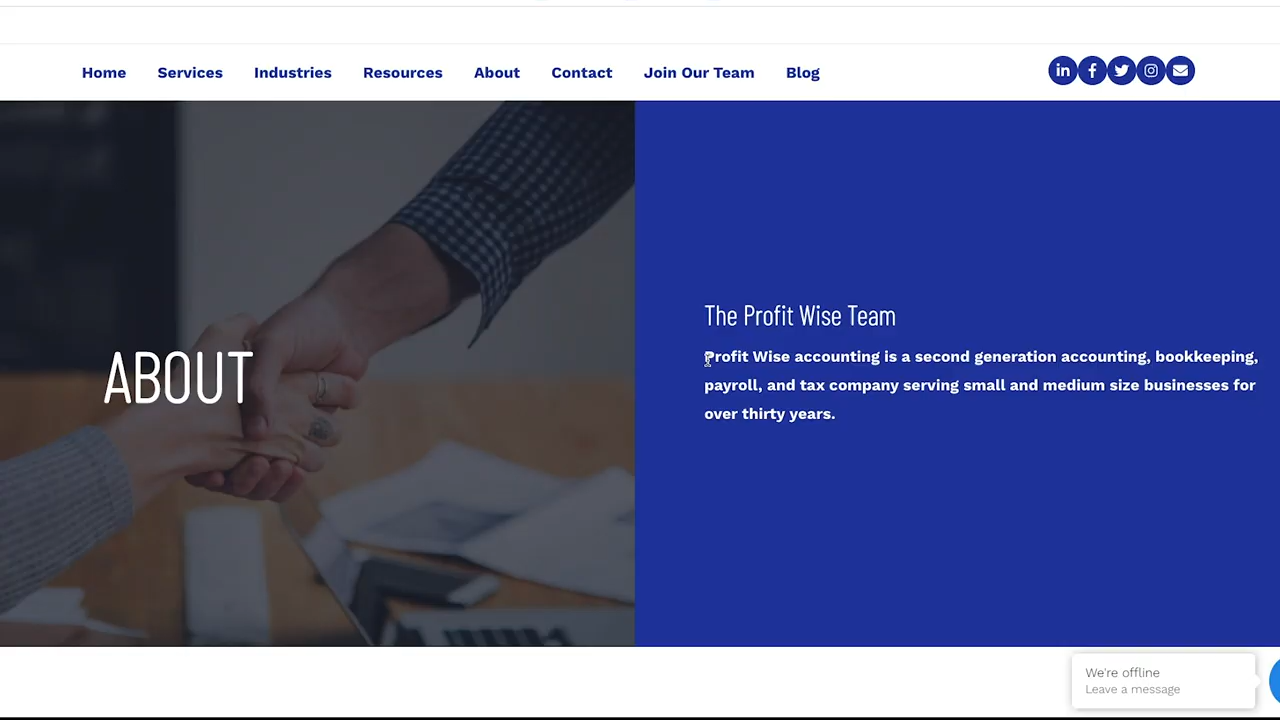 Home Services Industries Resources About Contact Join Our Team Blog
ABOUT
The Profit Wise Team
Profit Wise accounting is a second generation accounting, bookkeeping,
payroll, and tax company serving small and medium size businesses for
over thirty years.
We're offline
Leave a message